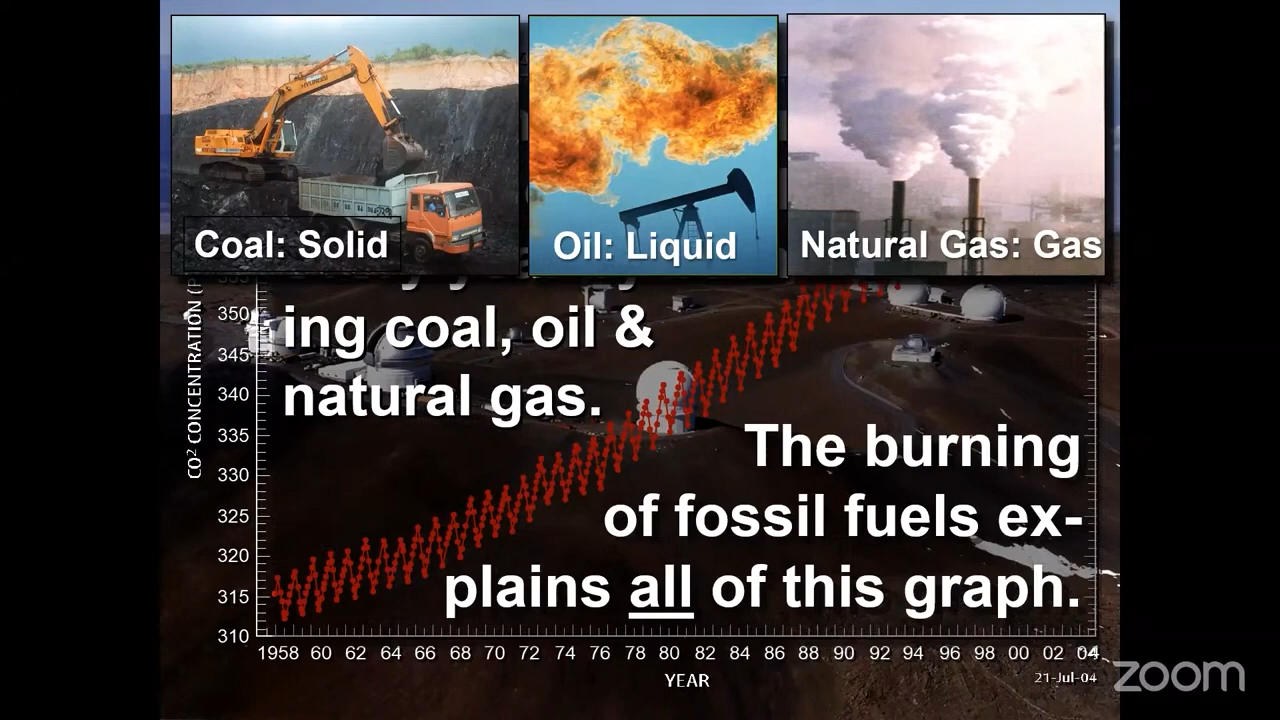 HYUNDAI
Coal: Solid
Oil: Liquid
Natural Gas: Gas
ing coal, oil &
natural gas.
The burning
of fossil fuels ex-
plains all of this graph.
CO² CONCENTRATION
350
345
340
335
330
325
320
315
310
1958 60 62 64 66 68 70 72 74 76 78 80 82 84 86 88 90 92 94 96 98 00 02 04
YEAR
21-Jul-04
zoom